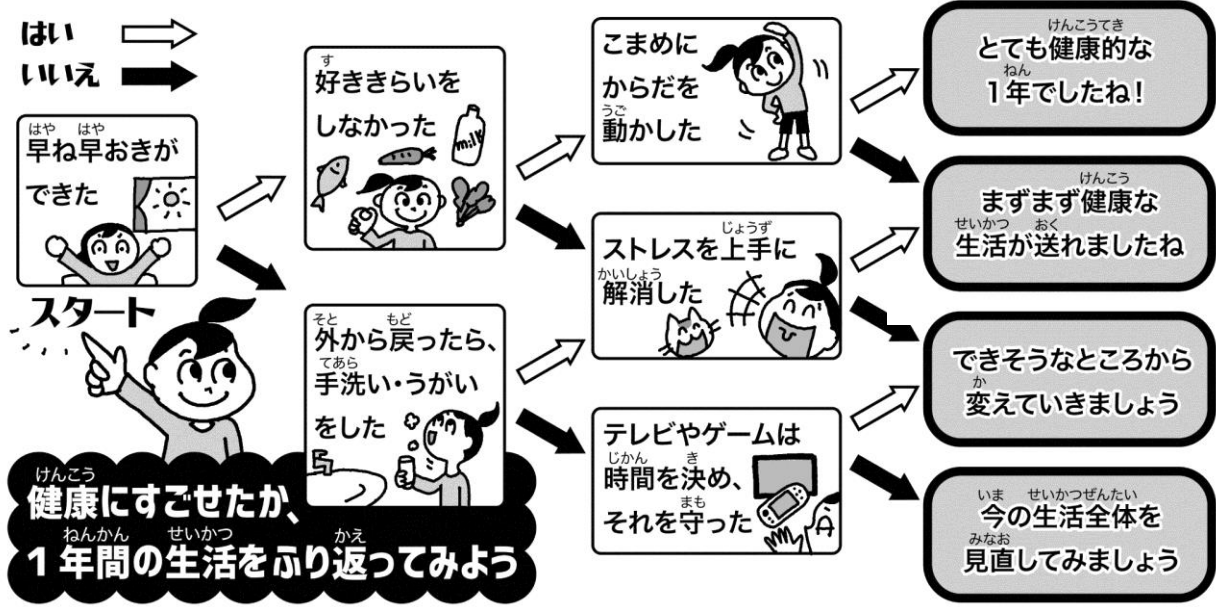 はい
いいえ
早ね早おきが
できた
スタート
好ききらいを
しなかった
milk
外から戻ったら、
手洗い・うがい
をした
こまめに
からだを
動かした
ストレスを上手に
解消した
テレビやゲームは
時間を決め、
それを守った
とても健康的な
1年でしたね!
まずまず健康な
生活が送れましたね
できそうなところから
変えていきましょう
今の生活全体を
見直してみましょう
健康にすごせたか、
1年間の生活をふり返ってみよう